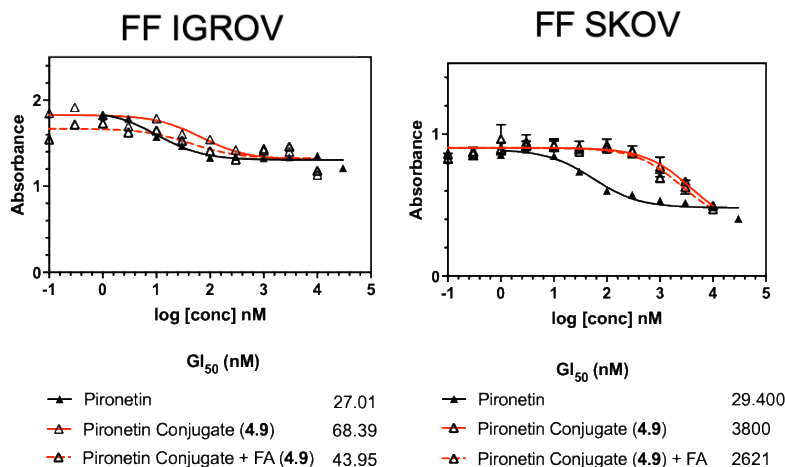 FF IGROV
FF SKOV
Absorbance
2
1
0
-1 0 1 2 3 4 5
log [conc] nM
Absorbance
1
0
-1 0 1 2 3 4 5
log [conc] nM
GI50 (nM)
Pironetin 27.01
Pironetin Conjugate (4.9) 68.39
Pironetin Conjugate + FA (4.9) 43.95
GI50 (nM)
Pironetin 29.400
Pironetin Conjugate (4.9) 3800
Pironetin Conjugate (4.9) + FA 2621